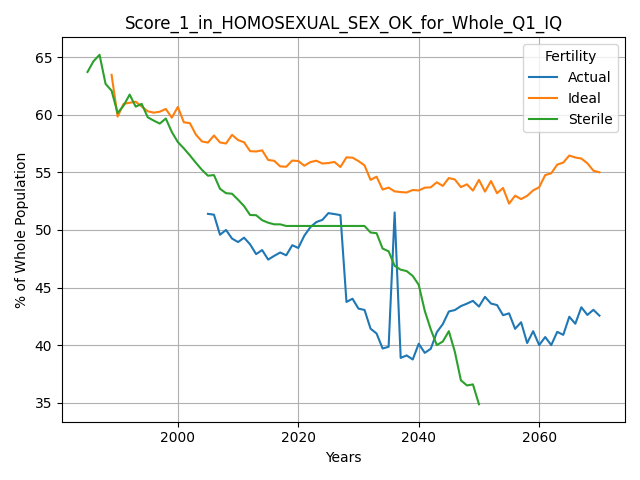 Score_1_in_HOMOSEXUAL_SEX_OK_for_Whole_Q1_IQ
Fertility
Actual
Ideal
Sterile
% of Whole Population
65
60
55
50
45
40
35
2000 2020 2040 2060
Years